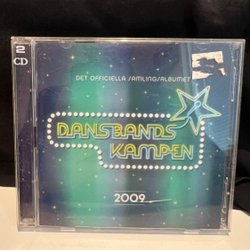 2
CD
DET OFFICIELLA SAMLINGSALBUMET
DANSBANDS
KAMPEN
2009